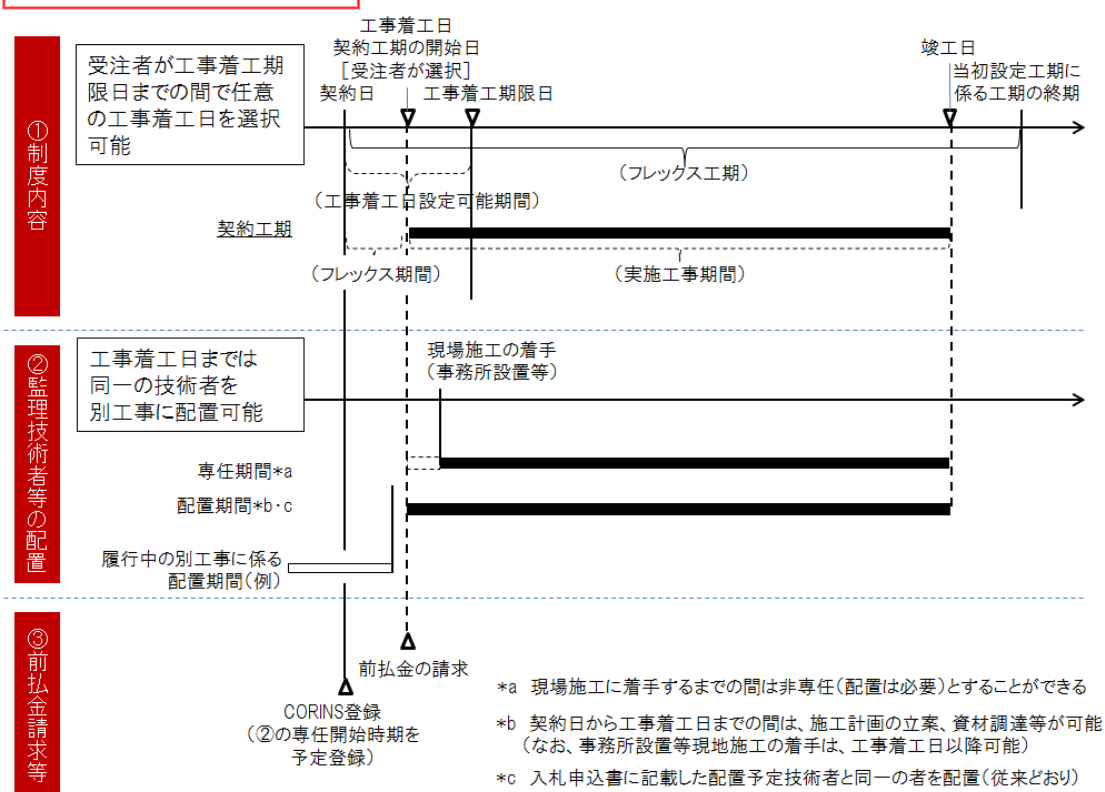 ①制度内容
受注者が工事着工期
限日までの間で任意
の工事着工日を選択
可能
工事着工日
契約工期の開始日
[受注者が選択]
契約日
工事着工期限日
竣工日
当初設定工期に
係る工期の終期
(フレックス工期)
(工事着工日設定可能期間)
契約工期
(フレックス期間)
(実施工事期間)
②監理技術者等の配置
工事着工日までは
同一の技術者を
別工事に配置可能
現場施工の着手
(事務所設置等)
専任期間*a
配置期間*b・c
履行中の別工事に係る
配置期間(例)
③前払金請求等
前払金の請求
CORINS登録
(②の専任開始時期を
予定登録)
*a 現場施工に着手するまでの間は非専任(配置は必要)とすることができる
*b 契約日から工事着工日までの間は、施工計画の立案、資材調達等が可能
(なお、事務所設置等現地施工の着手は、工事着工日以降可能)
*c 入札申込書に記載した配置予定技術者と同一の者を配置(従来どおり)